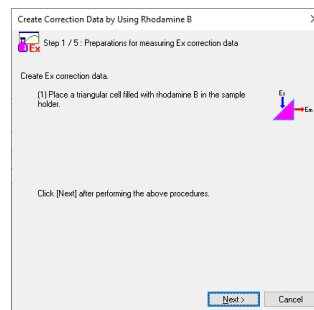 Create Correction Data by Using Rhodamine B
Ex
Step 1 / 5 : Preparations for measuring Ex correction data
Create Ex correction data.
(1) Place a triangular cell filled with rhodamine B in the sample
holder.
Ex
Em
Click [Next] after performing the above procedures.
Next >
Cancel